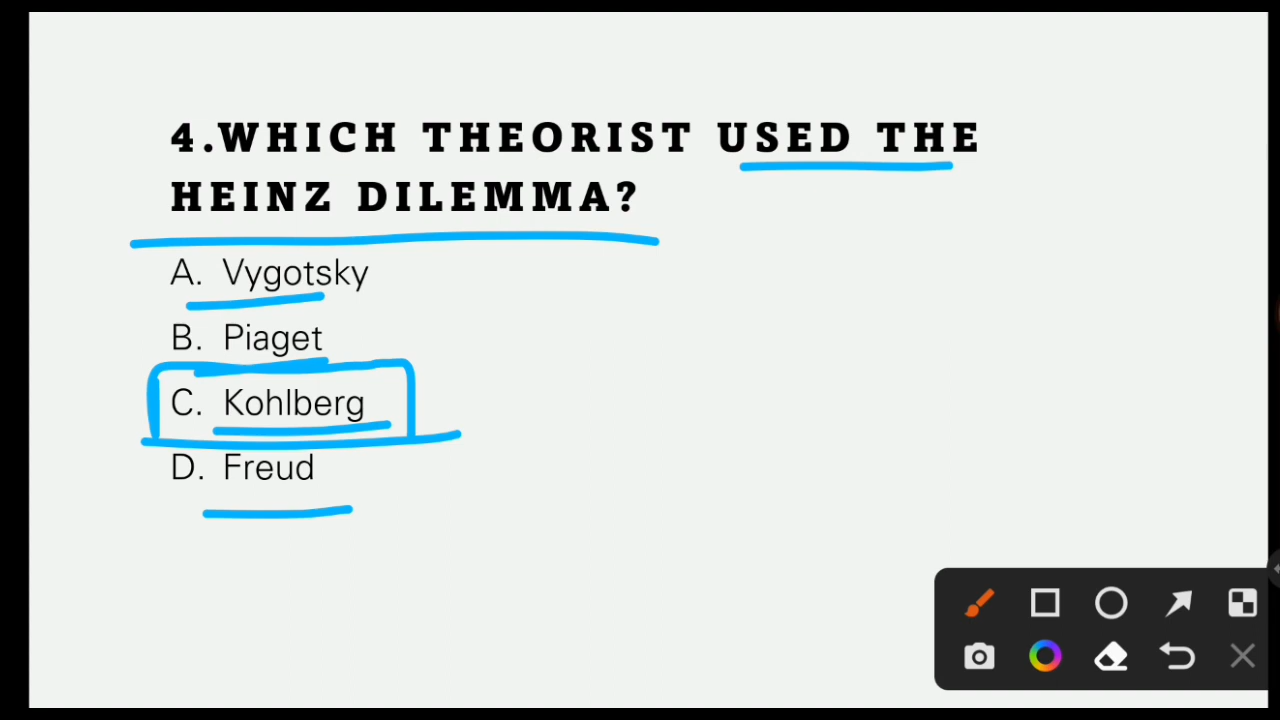 4.WHICH THEORIST USED THE
HEINZ DILEMMA?
A. Vygotsky
B. Piaget
C. Kohlberg
D. Freud